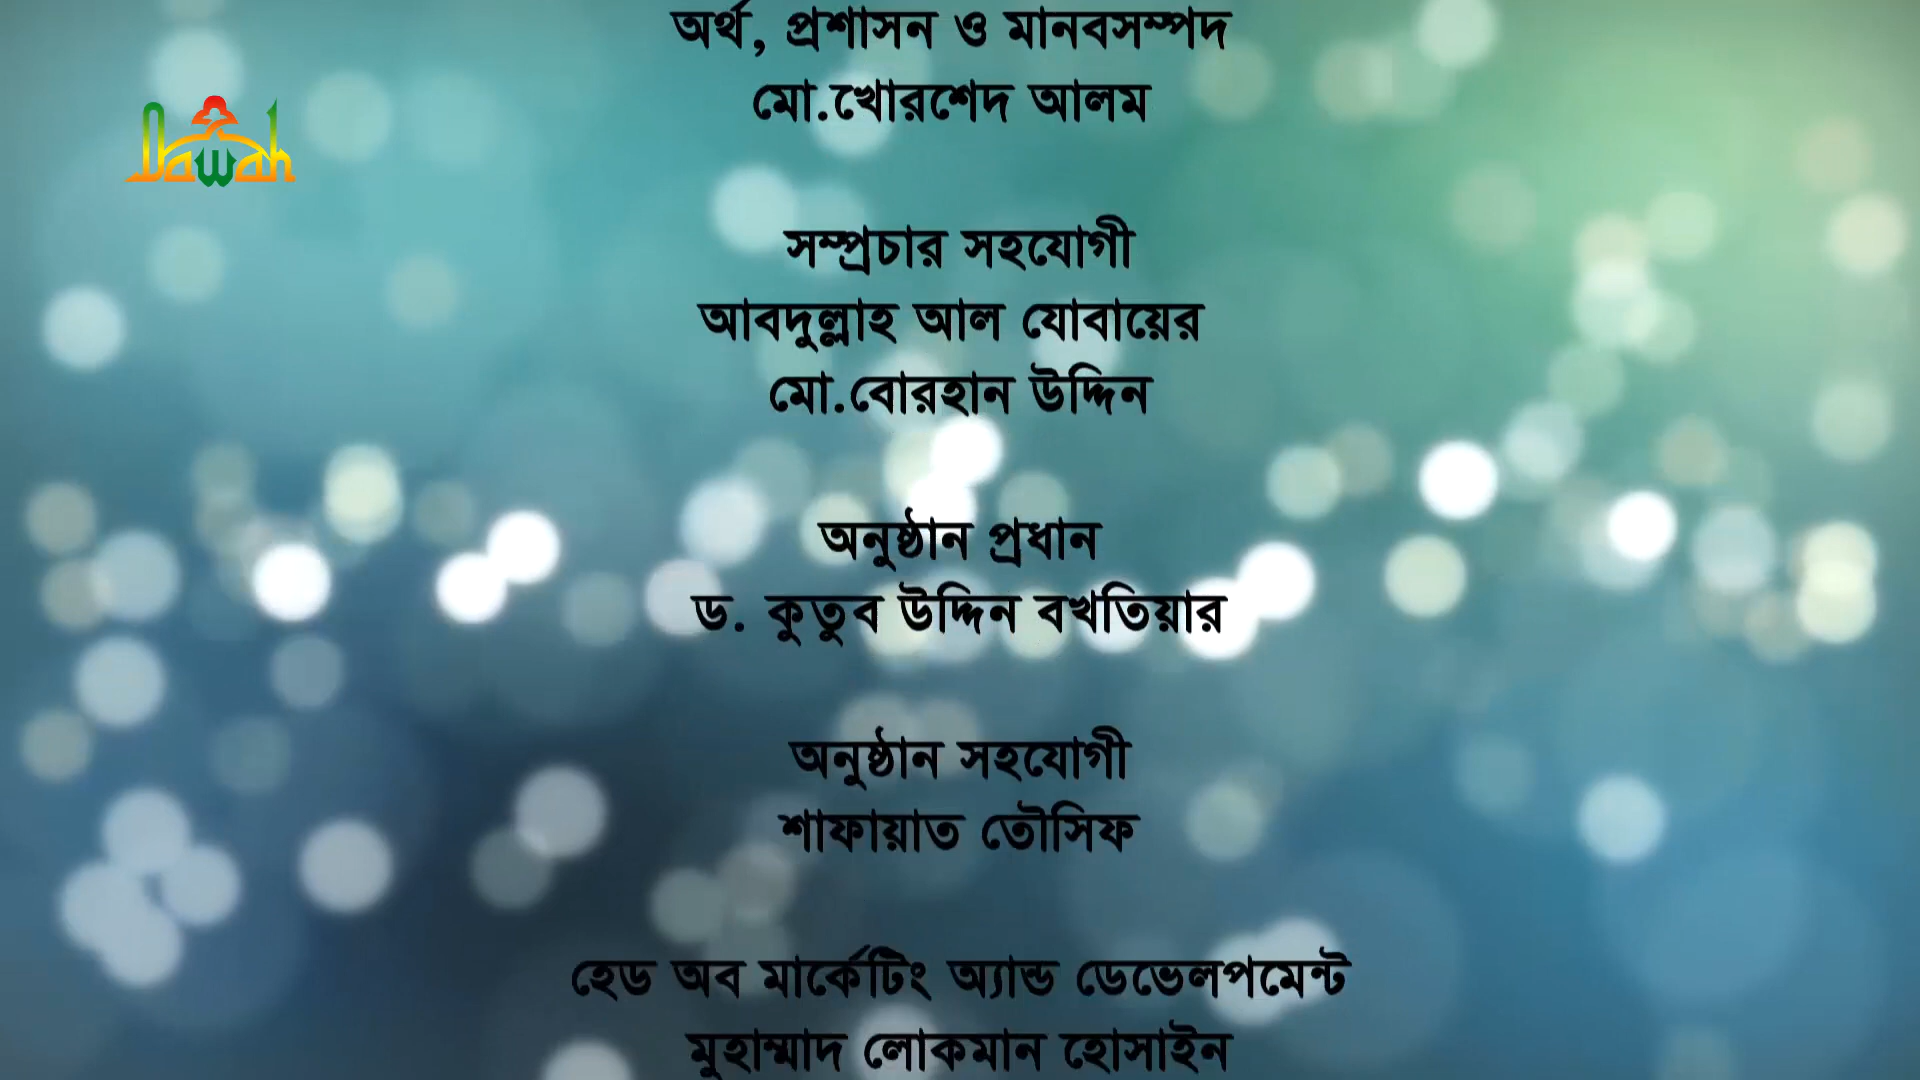 অর্থ, প্রশাসন ও মানবসম্পদ
মো.খোরশেদ আলম
Dawah
সম্প্রচার সহযোগী
আবদুল্লাহ আল যোবায়ের
মো.বোরহান উদ্দিন
অনুষ্ঠান প্রধান
ড. কুতুব উদ্দিন বখতিয়ার
অনুষ্ঠান সহযোগী
শাফায়াত তৌসিফ
হেড অব মার্কেটিং অ্যান্ড ডেভেলপমেন্ট
মুহাম্মাদ লোকমান হোসাইন